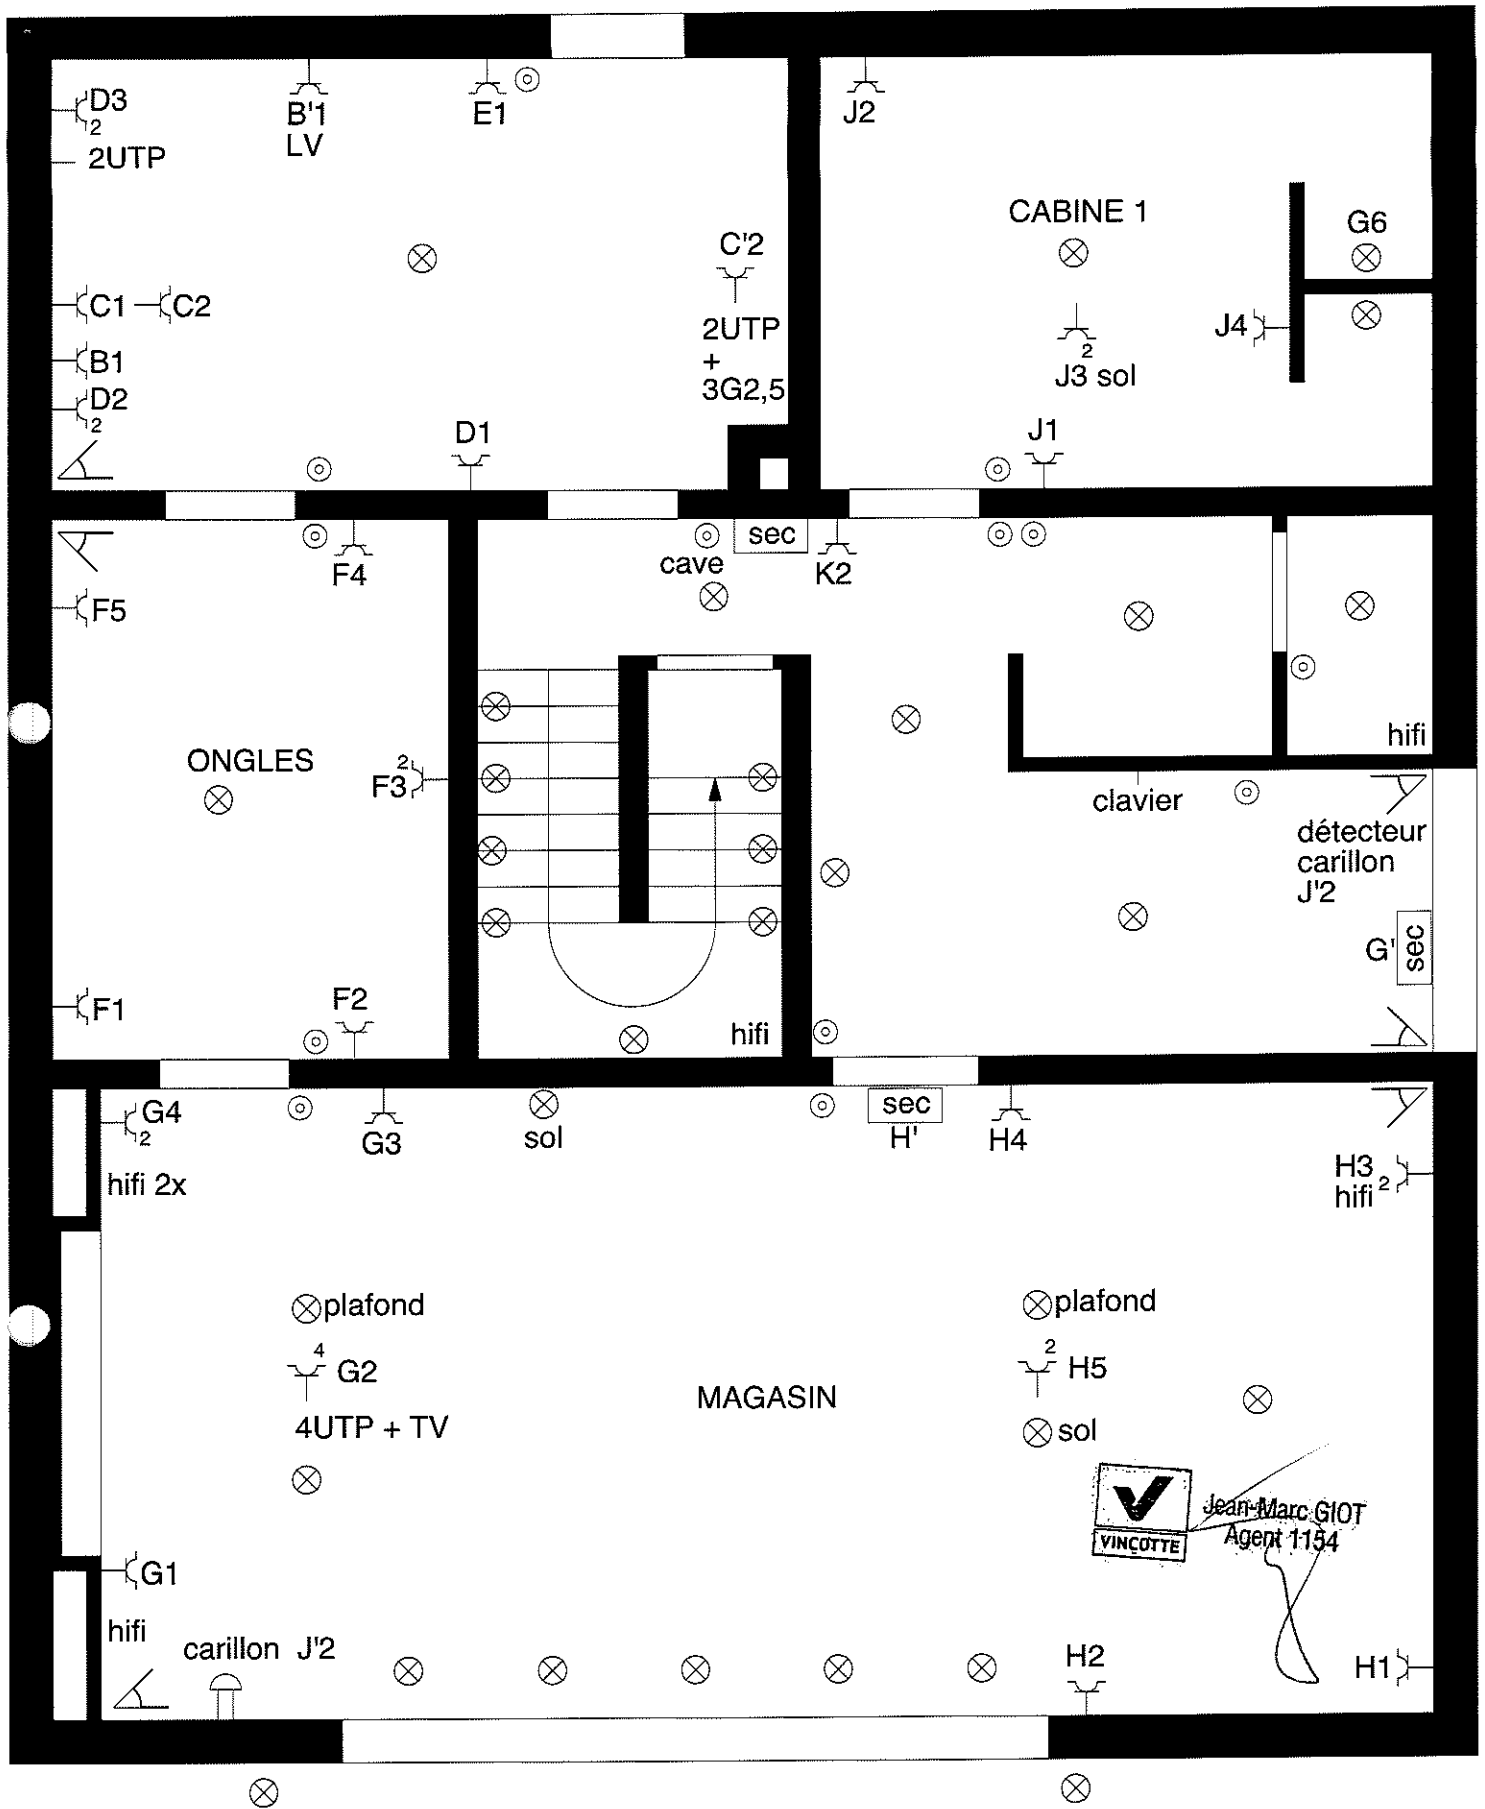 D3
2
2UTP
B'1
LV
E1
J2
CABINE 1
G6
C'2
2UTP
+
3G2,5
C1
C2
B1
D2
2
D1
J4
2
J3 sol
J1
F4
F5
cave
sec
K2
ONGLES
2
F3
hifi
clavier
détecteur
carillon
J'2
G'
sec
F1
F2
hifi
G4
2
G3
sol
sec
H'
H4
hifi 2x
H3
hifi
2
plafond
plafond
4
G2
2
H5
4UTP + TV
MAGASIN
sol
VINÇOTTE
Jean-Marc GIOT
Agent 1154
G1
hifi
carillon J'2
H2
H1